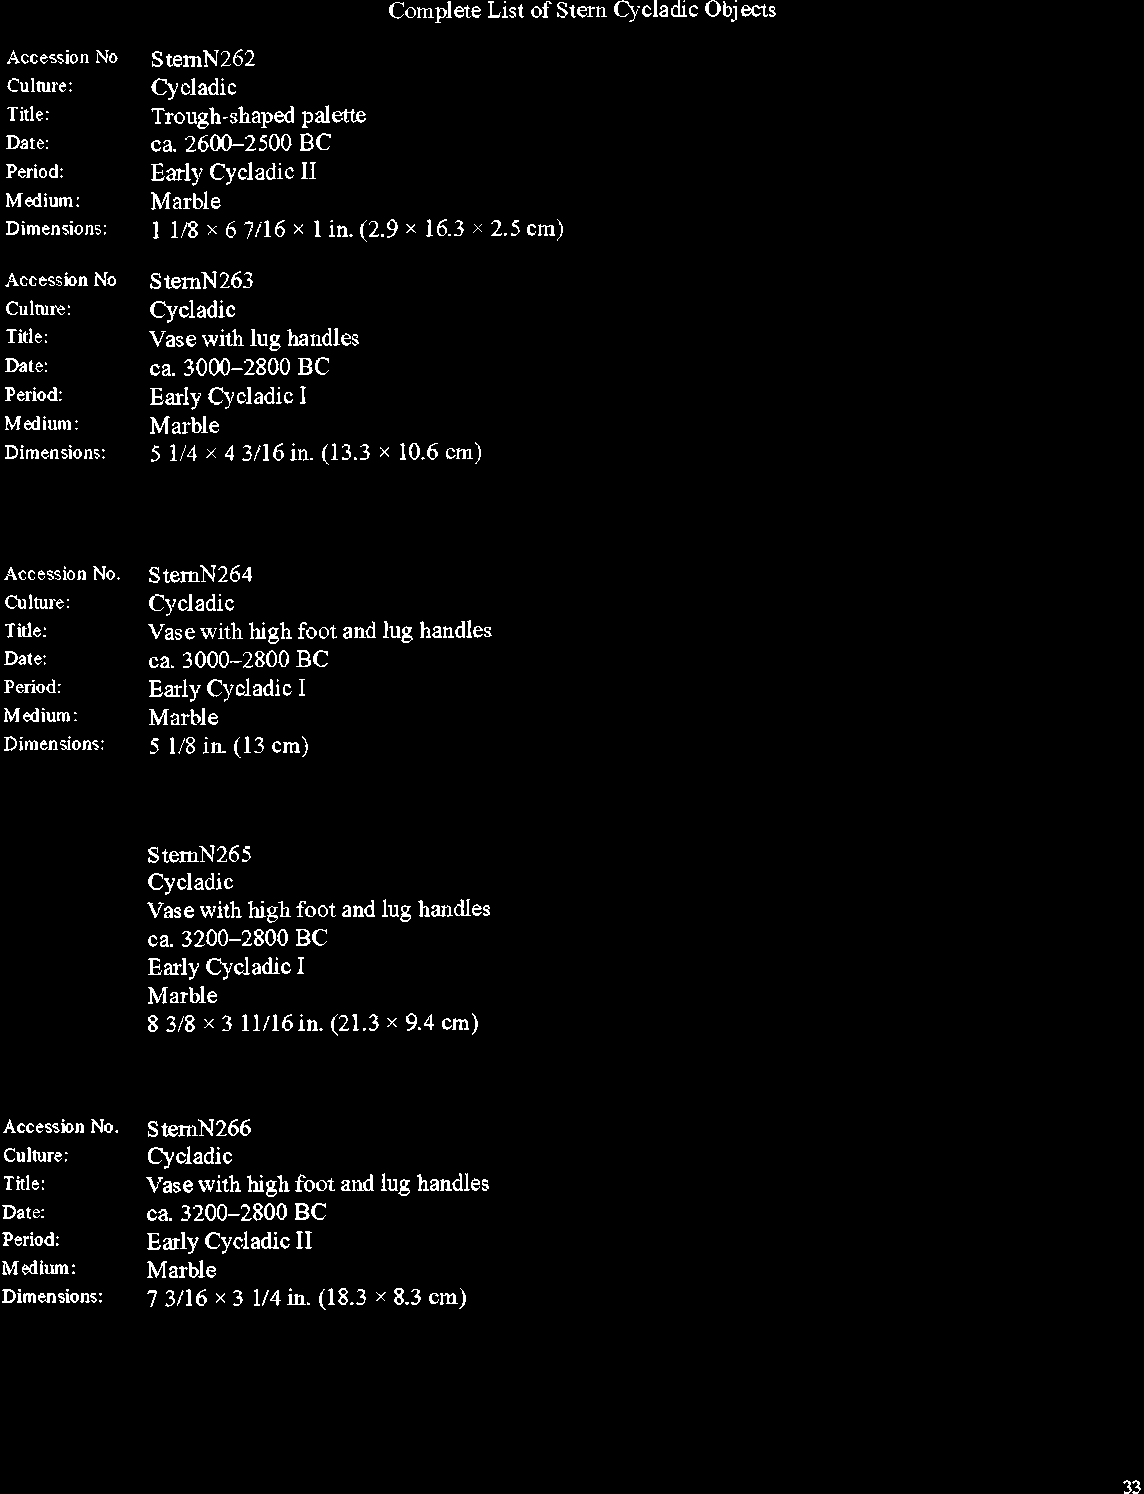 Complete List of Stern Cycladic Objects
Accession No SternN262
Culture: Cycladic
Title: Trough-shaped palette
Date: ca. 2600–2500 BC
Period: Early Cycladic II
Medium: Marble
Dimensions: 1 1/8 × 6 7/16 × 1 in. (2.9 × 16.3 × 2.5 cm)
Accession No SternN263
Culture: Cycladic
Title: Vase with lug handles
Date: ca. 3000–2800 BC
Period: Early Cycladic I
Medium: Marble
Dimensions: 5 1/4 × 4 3/16 in. (13.3 × 10.6 cm)
Accession No. SternN264
Culture: Cycladic
Title: Vase with high foot and lug handles
Date: ca. 3000–2800 BC
Period: Early Cycladic I
Medium: Marble
Dimensions: 5 1/8 in. (13 cm)
SternN265
Cycladic
Vase with high foot and lug handles
ca. 3200–2800 BC
Early Cycladic I
Marble
8 3/8 × 3 11/16 in. (21.3 × 9.4 cm)
Accession No. SternN266
Culture: Cycladic
Title: Vase with high foot and lug handles
Date: ca. 3200–2800 BC
Period: Early Cycladic II
Medium: Marble
Dimensions: 7 3/16 × 3 1/4 in. (18.3 × 8.3 cm)
33